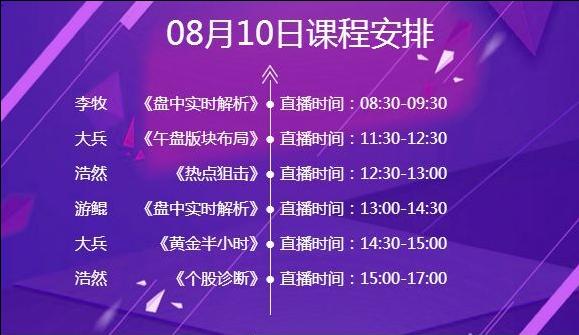 08月10日课程安排
李牧 《盘中实时解析》 直播时间：08:30-09:30
大兵 《午盘版块布局》 直播时间：11:30-12:30
浩然 《热点狙击》 直播时间：12:30-13:00
游鲲 《盘中实时解析》 直播时间：13:00-14:30
大兵 《黄金半小时》 直播时间：14:30-15:00
浩然 《个股诊断》 直播时间：15:00-17:00